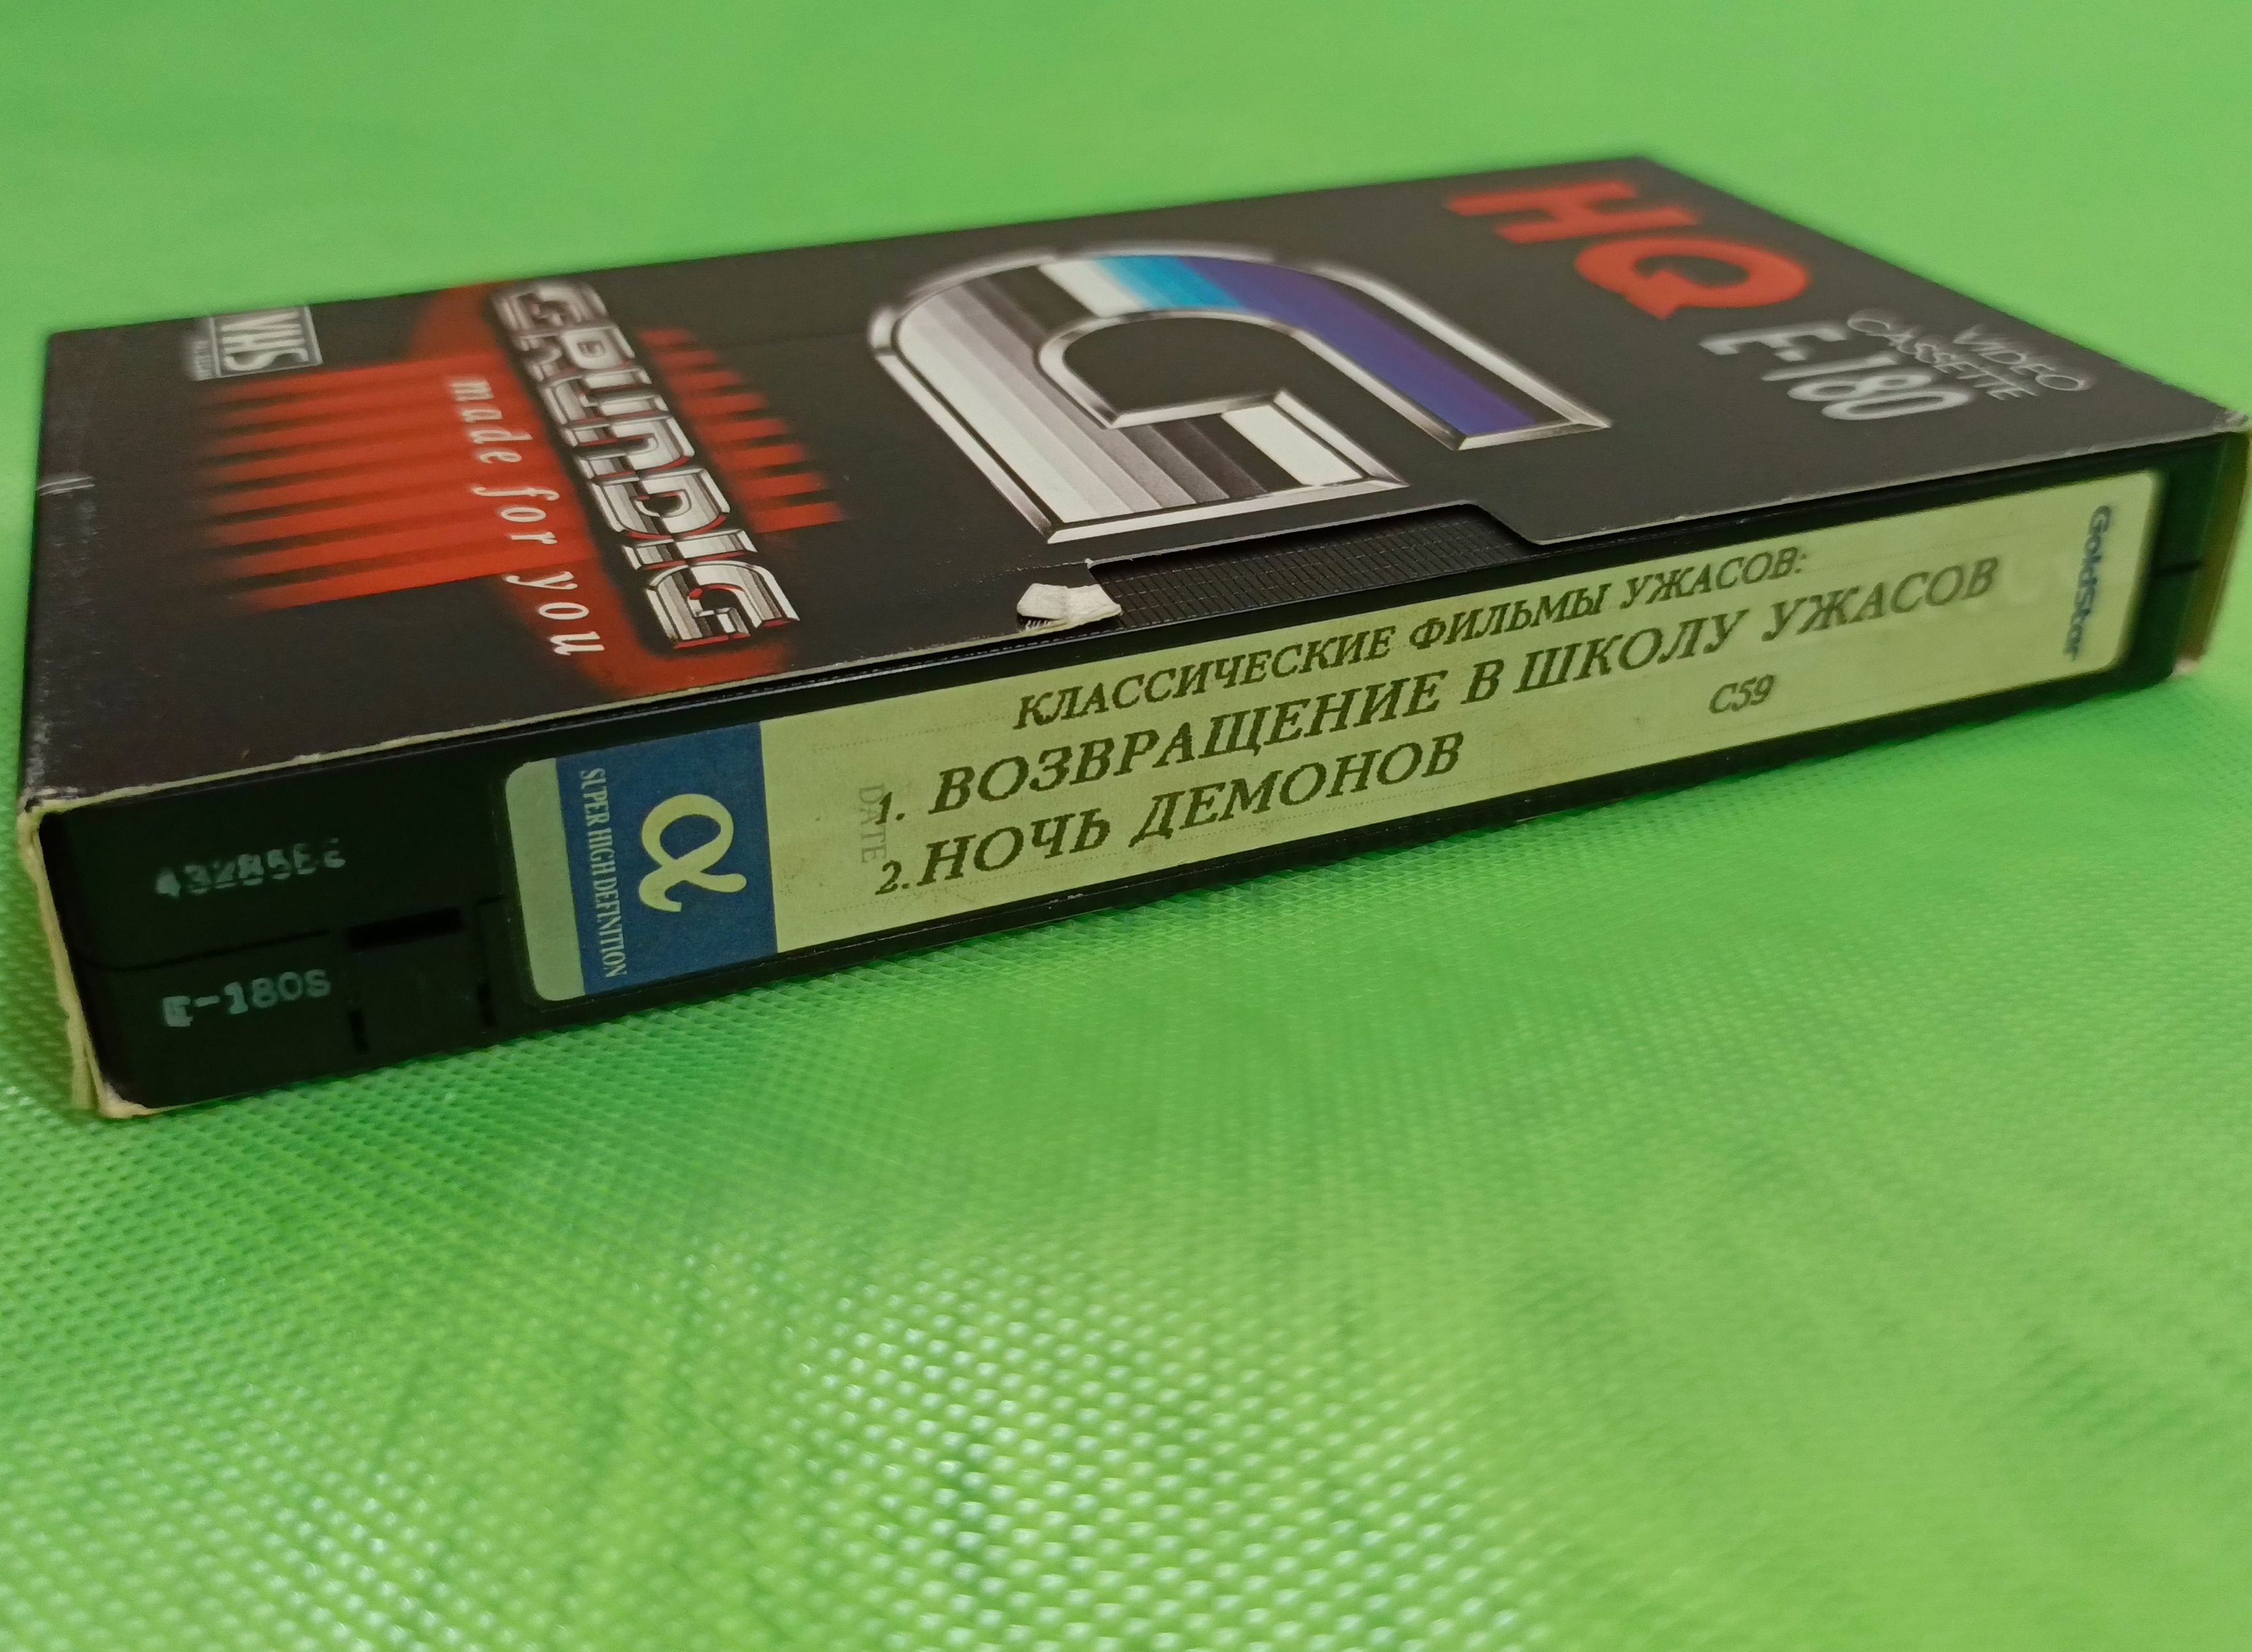 HQ
VIDEO
CASSETTE
E-180
VHS
GRUNDIG
made for you
GoldStar
КЛАССИЧЕСКИЕ ФИЛЬМЫ УЖАСОВ:
1. ВОЗВРАЩЕНИЕ В ШКОЛУ УЖАСОВ
2. НОЧЬ ДЕМОНОВ
C59
DATE
α
SUPER HIGH DEFINITION
E-180S